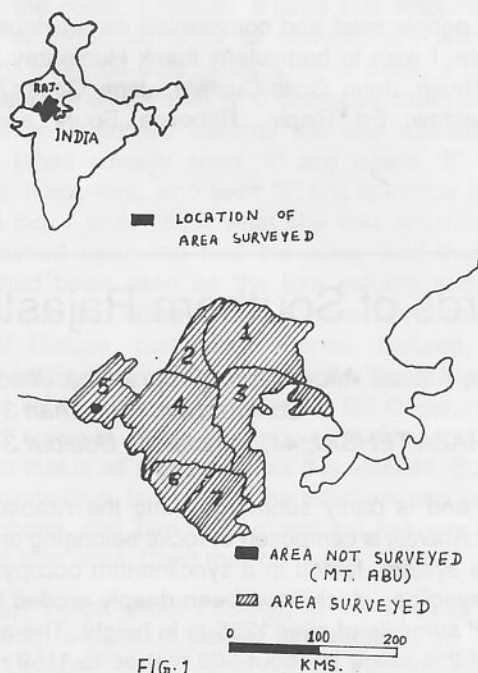 RAJ.
INDIA
LOCATION OF
AREA SURVEYED
1
2
3
2
5
4
6
7
AREA NOT SURVEYED
(MT. ABU)
AREA SURVEYED
0 100 200
KMS.
FIG.1